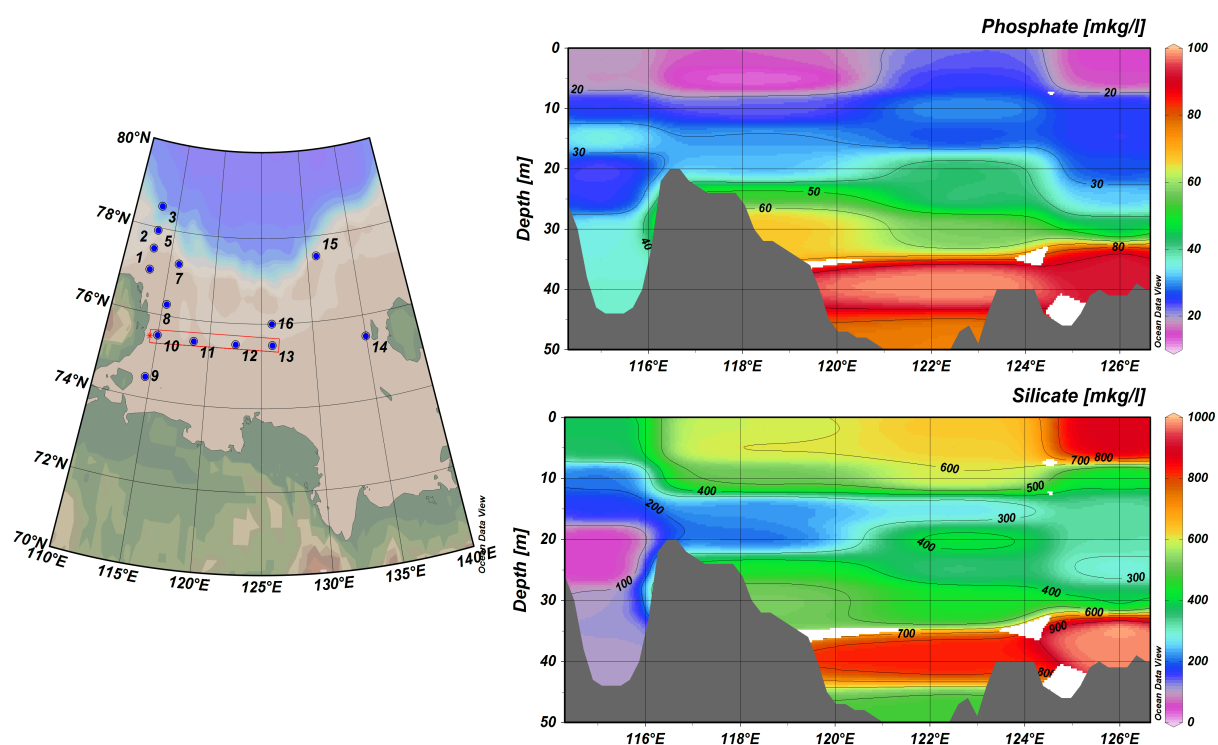 80°N
78°N
76°N
74°N
72°N
70°N
110°E
115°E
120°E
125°E
130°E
135°E
140°E
3
2
5
1
7
15
8
16
10
11
12
13
14
9
Ocean Data View
Phosphate [mkg/l]
Depth [m]
0
10
20
30
40
50
116°E
118°E
120°E
122°E
124°E
126°E
20
30
40
50
60
20
30
80
Ocean Data View
100
80
60
40
20
Silicate [mkg/l]
Depth [m]
0
10
20
30
40
50
116°E
118°E
120°E
122°E
124°E
126°E
600
700
800
400
500
200
300
400
100
300
400
600
700
900
800
Ocean Data View
1000
800
600
400
200
0